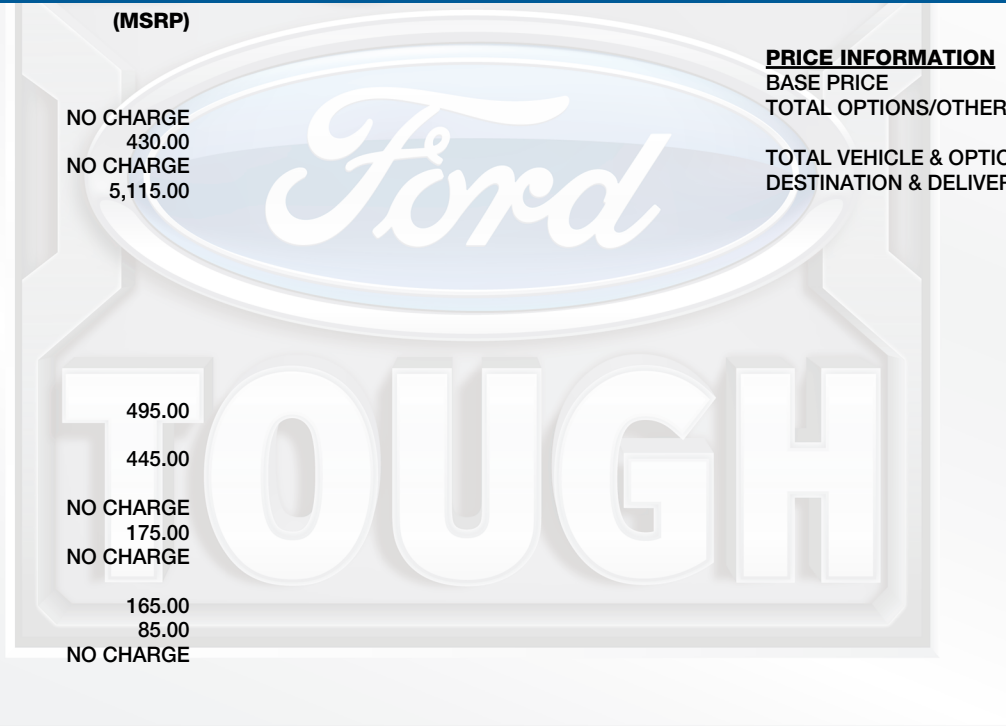 (MSRP)
NO CHARGE
430.00
NO CHARGE
5,115.00
495.00
445.00
NO CHARGE
175.00
NO CHARGE
165.00
85.00
NO CHARGE
PRICE INFORMATION
BASE PRICE
TOTAL OPTIONS/OTHER
TOTAL VEHICLE & OPTIO
DESTINATION & DELIVER
Ford
TOUGH